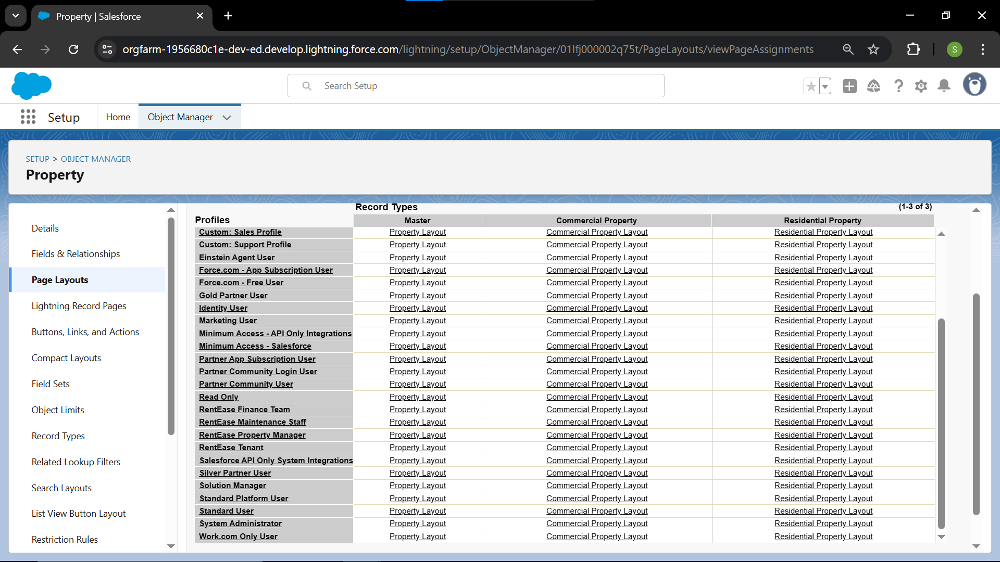 Property | Salesforce
orgfarm-1956680c1e-dev-ed.develop.lightning.force.com/lightning/setup/ObjectManager/01Ifj000002q75t/PageLayouts/viewPageAssignments
S
Search Setup
Setup
Home
Object Manager
SETUP > OBJECT MANAGER
Property
Details
Fields & Relationships
Page Layouts
Lightning Record Pages
Buttons, Links, and Actions
Compact Layouts
Field Sets
Object Limits
Record Types
Related Lookup Filters
Search Layouts
List View Button Layout
Restriction Rules
Record Types (1-3 of 3)
Profiles Master Commercial Property Residential Property
Custom: Sales Profile Property Layout Commercial Property Layout Residential Property Layout
Custom: Support Profile Property Layout Commercial Property Layout Residential Property Layout
Einstein Agent User Property Layout Commercial Property Layout Residential Property Layout
Force.com - App Subscription User Property Layout Commercial Property Layout Residential Property Layout
Force.com - Free User Property Layout Commercial Property Layout Residential Property Layout
Gold Partner User Property Layout Commercial Property Layout Residential Property Layout
Identity User Property Layout Commercial Property Layout Residential Property Layout
Marketing User Property Layout Commercial Property Layout Residential Property Layout
Minimum Access - API Only Integrations Property Layout Commercial Property Layout Residential Property Layout
Minimum Access - Salesforce Property Layout Commercial Property Layout Residential Property Layout
Partner App Subscription User Property Layout Commercial Property Layout Residential Property Layout
Partner Community Login User Property Layout Commercial Property Layout Residential Property Layout
Partner Community User Property Layout Commercial Property Layout Residential Property Layout
Read Only Property Layout Commercial Property Layout Residential Property Layout
RentEase Finance Team Property Layout Commercial Property Layout Residential Property Layout
RentEase Maintenance Staff Property Layout Commercial Property Layout Residential Property Layout
RentEase Property Manager Property Layout Commercial Property Layout Residential Property Layout
RentEase Tenant Property Layout Commercial Property Layout Residential Property Layout
Salesforce API Only System Integrations Property Layout Commercial Property Layout Residential Property Layout
Silver Partner User Property Layout Commercial Property Layout Residential Property Layout
Solution Manager Property Layout Commercial Property Layout Residential Property Layout
Standard Platform User Property Layout Commercial Property Layout Residential Property Layout
Standard User Property Layout Commercial Property Layout Residential Property Layout
System Administrator Property Layout Commercial Property Layout Residential Property Layout
Work.com Only User Property Layout Commercial Property Layout Residential Property Layout